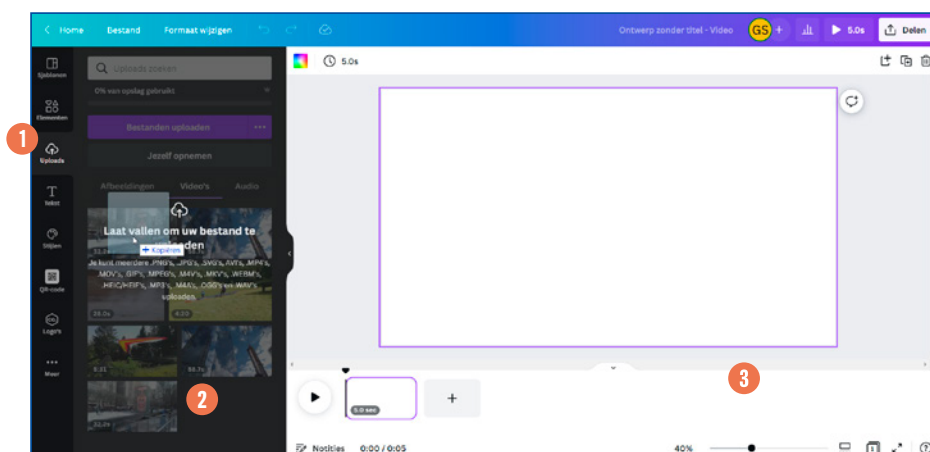 Home Bestand Formaat wijzigen Ontwerp zonder titel - Video GS + 5.0s Delen
Sjablonen
Elementen
1
Uploads
Tekst
Stijlen
QR-code
Logo's
Meer
Uploads zoeken
0% van opslag gebruikt
Bestanden uploaden
Jezelf opnemen
Afbeeldingen Video's Audio
Laat vallen om uw bestand te
uploaden
+ Kopiëren
Je kunt meerdere .PNG's, .JPG's, .SVG's, AVI's, .MP4's,
.MOV's, .GIF's, .MPEG's, .M4V's, .MKV's, .WEBM's,
.HEIC/HEIF's, .MP3's, .M4A's, .OGG's en .WAV's
uploaden.
2
5.0s
3
5.0 sec
+
Notities 0:00 / 0:05 40% 1